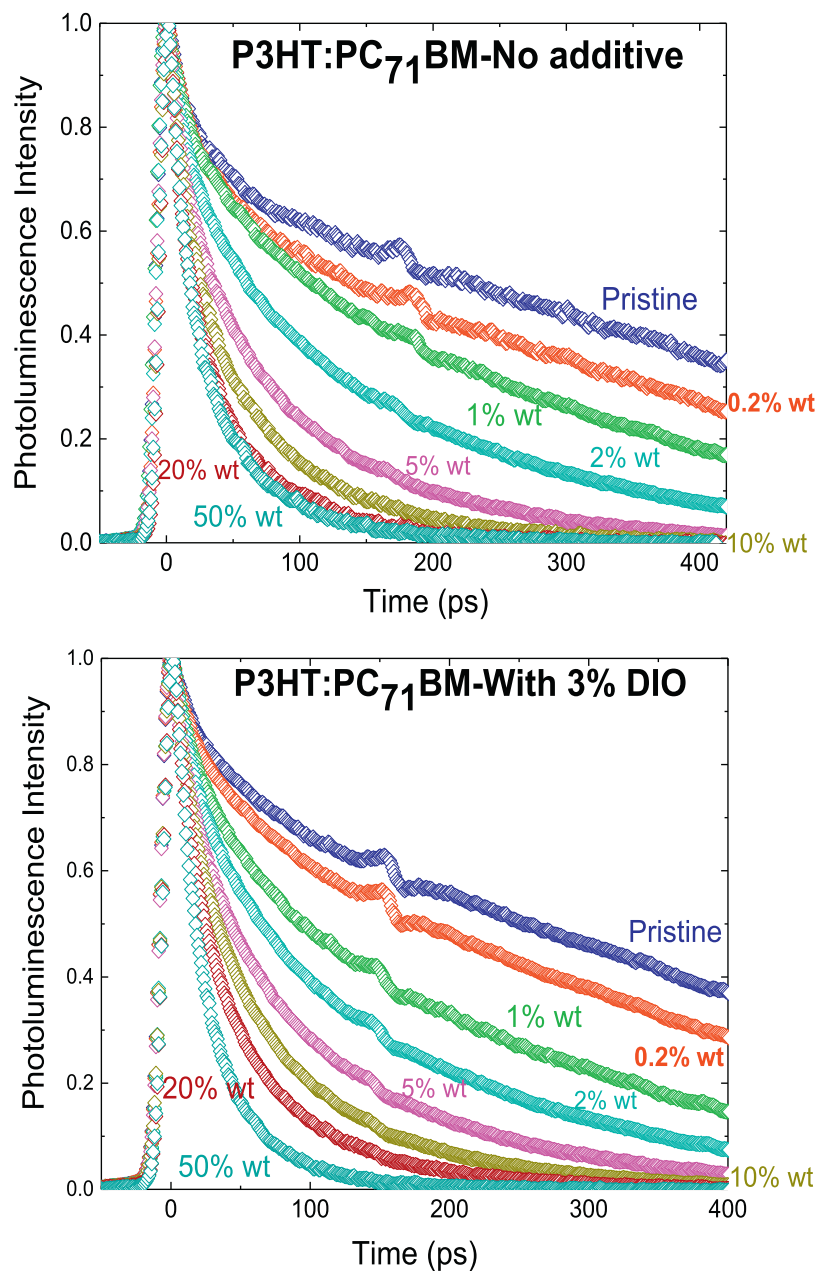 P3HT:PC71BM-No additive
Photoluminescence Intensity
1.0
0.8
0.6
0.4
0.2
0.0
Pristine
0.2% wt
1% wt
2% wt
5% wt
20% wt
50% wt
10% wt
0 100 200 300 400
Time (ps)
P3HT:PC71BM-With 3% DIO
Photoluminescence Intensity
1.0
0.8
0.6
0.4
0.2
0.0
Pristine
1% wt
0.2% wt
20% wt
5% wt
2% wt
50% wt
10% wt
0 100 200 300 400
Time (ps)